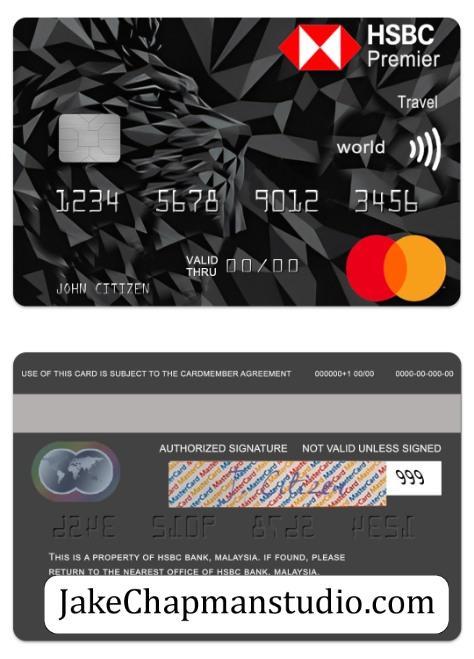 HSBC
Premier
Travel
world
1234 5678 9012 3456
VALID
THRU 00/00
JOHN CITIZEN
USE OF THIS CARD IS SUBJECT TO THE CARDMEMBER AGREEMENT 000000+1 00/00 0000-00-000-00
AUTHORIZED SIGNATURE NOT VALID UNLESS SIGNED
MasterCard MasterCard MasterCard
999
THIS IS A PROPERTY OF HSBC BANK, MALAYSIA. IF FOUND, PLEASE
RETURN TO THE NEAREST OFFICE OF HSBC BANK, MALAYSIA.
JakeChapmanstudio.com